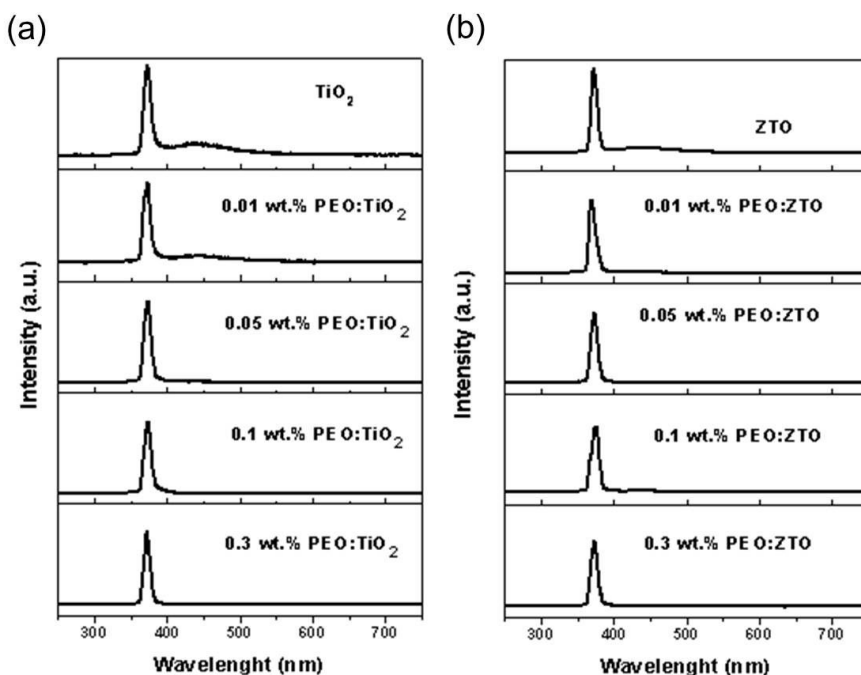 (a)
TiO2
0.01 wt.% PEO:TiO2
0.05 wt.% PEO:TiO2
0.1 wt.% PEO:TiO2
0.3 wt.% PEO:TiO2
Intensity (a.u.)
300 400 500 600 700
Wavelenght (nm)
(b)
ZTO
0.01 wt.% PEO:ZTO
0.05 wt.% PEO:ZTO
0.1 wt.% PEO:ZTO
0.3 wt.% PEO:ZTO
Intensity (a.u.)
300 400 500 600 700
Wavelenght (nm)